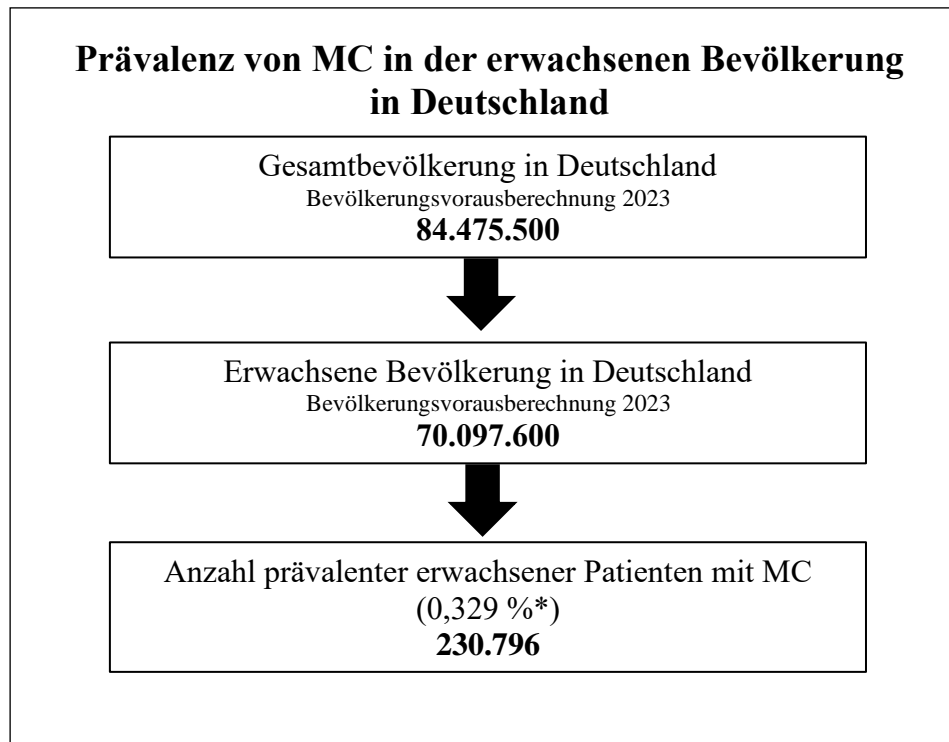 Prävalenz von MC in der erwachsenen Bevölkerung
in Deutschland
Gesamtbevölkerung in Deutschland
Bevölkerungsvorausberechnung 2023
84.475.500
Erwachsene Bevölkerung in Deutschland
Bevölkerungsvorausberechnung 2023
70.097.600
Anzahl prävalenter erwachsener Patienten mit MC
(0,329 %*)
230.796